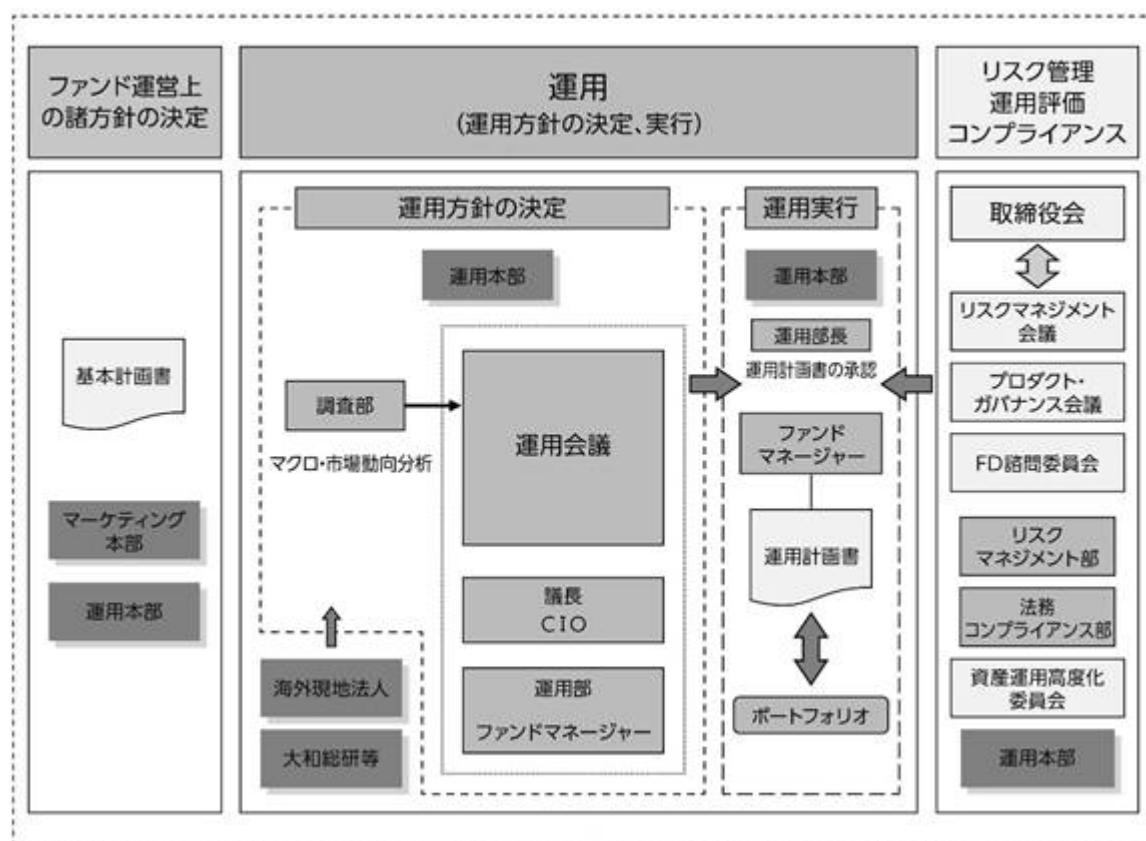 ファンド運営上
の諸方針の決定
運用
(運用方針の決定、実行)
リスク管理
運用評価
コンプライアンス
基本計画書
マーケティング
本部
運用本部
運用方針の決定
運用本部
調査部
マクロ・市場動向分析
運用会議
議長
CIO
運用部
ファンドマネージャー
海外現地法人
大和総研等
運用実行
運用本部
運用部長
運用計画書の承認
ファンド
マネージャー
運用計画書
ポートフォリオ
取締役会
リスクマネジメント
会議
プロダクト・
ガバナンス会議
FD諮問委員会
リスク
マネジメント部
法務
コンプライアンス部
資産運用高度化
委員会
運用本部